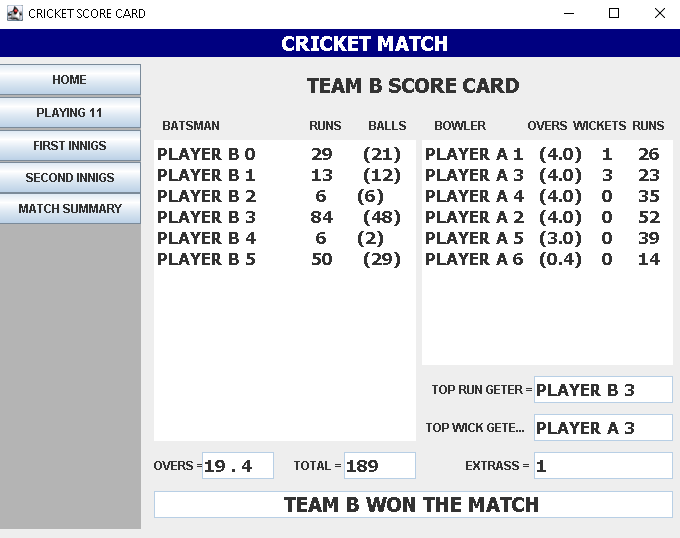 CRICKET SCORE CARD
CRICKET MATCH
HOME
PLAYING 11
FIRST INNIGS
SECOND INNIGS
MATCH SUMMARY
TEAM B SCORE CARD
BATSMAN RUNS BALLS
PLAYER B 0 29 (21)
PLAYER B 1 13 (12)
PLAYER B 2 6 (6)
PLAYER B 3 84 (48)
PLAYER B 4 6 (2)
PLAYER B 5 50 (29)
BOWLER OVERS WICKETS RUNS
PLAYER A 1 (4.0) 1 26
PLAYER A 3 (4.0) 3 23
PLAYER A 4 (4.0) 0 35
PLAYER A 2 (4.0) 0 52
PLAYER A 5 (3.0) 0 39
PLAYER A 6 (0.4) 0 14
TOP RUN GETER = PLAYER B 3
TOP WICK GETE... PLAYER A 3
OVERS = 19 . 4 TOTAL = 189 EXTRASS = 1
TEAM B WON THE MATCH